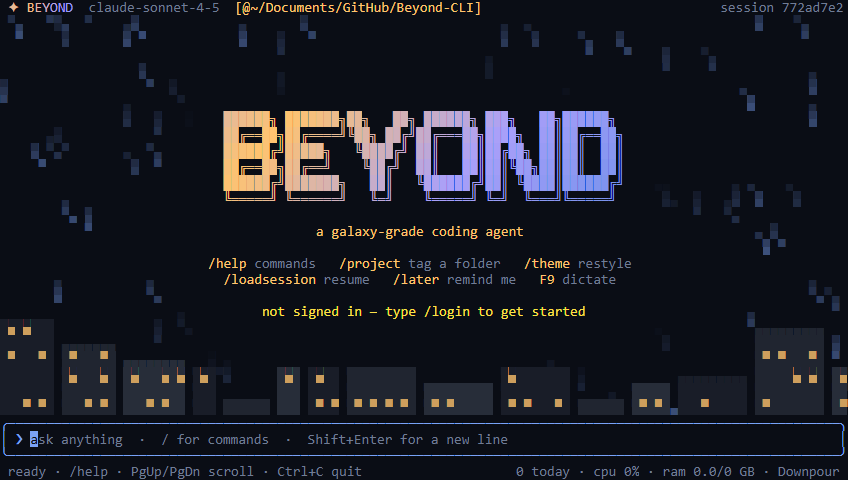 ✦ BEYOND claude-sonnet-4-5 [@~/Documents/GitHub/Beyond-CLI] session 772ad7e2
BEYOND
a galaxy-grade coding agent
/help commands /project tag a folder /theme restyle
/loadsession resume /later remind me F9 dictate
not signed in — type /login to get started
❯ ask anything · / for commands · Shift+Enter for a new line
ready · /help · PgUp/PgDn scroll · Ctrl+C quit 0 today · cpu 0% · ram 0.0/0 GB · Downpour